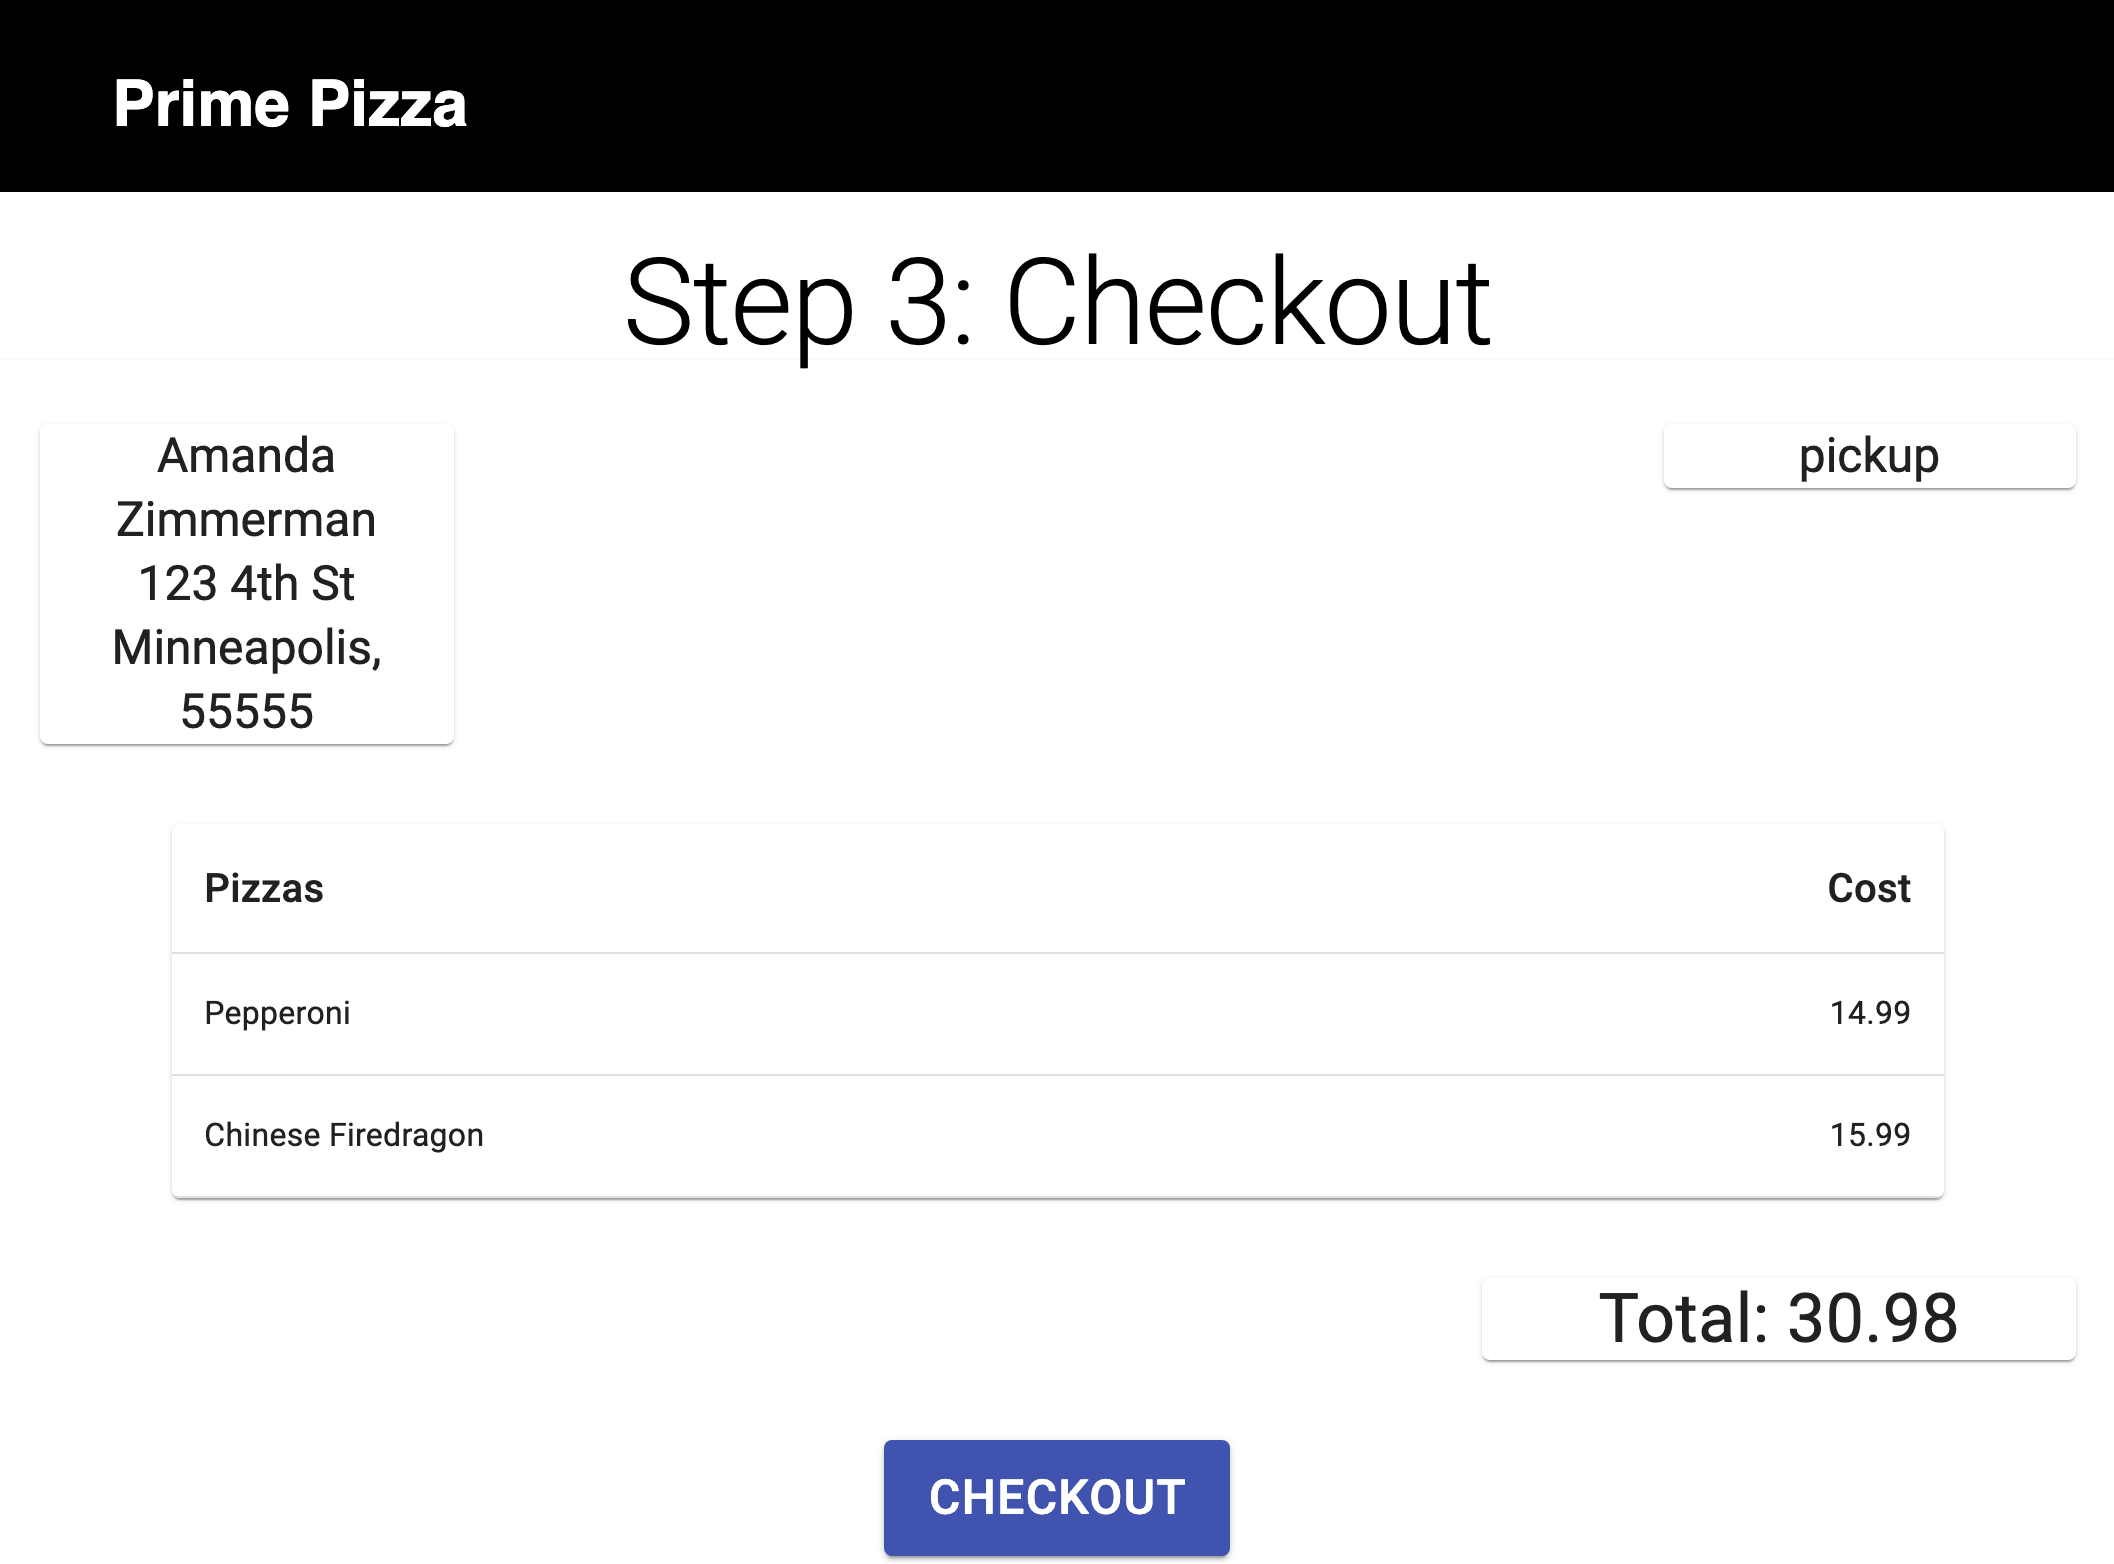 Prime Pizza
Step 3: Checkout
Amanda
Zimmerman
123 4th St
Minneapolis,
55555
pickup
Pizzas Cost
Pepperoni 14.99
Chinese Firedragon 15.99
Total: 30.98
CHECKOUT